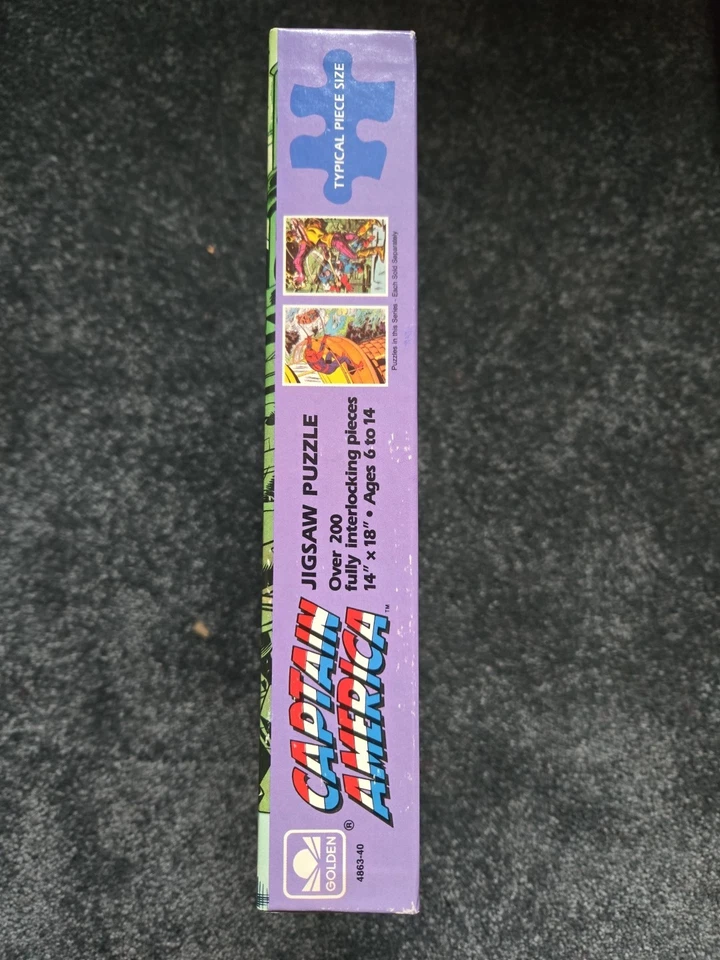 GOLDEN
®
4863-40
CAPTAIN
AMERICA™
JIGSAW PUZZLE
Over 200
fully interlocking pieces
14" x 18" • Ages 6 to 14
Puzzles in this Series - Each Sold Separately
TYPICAL PIECE SIZE